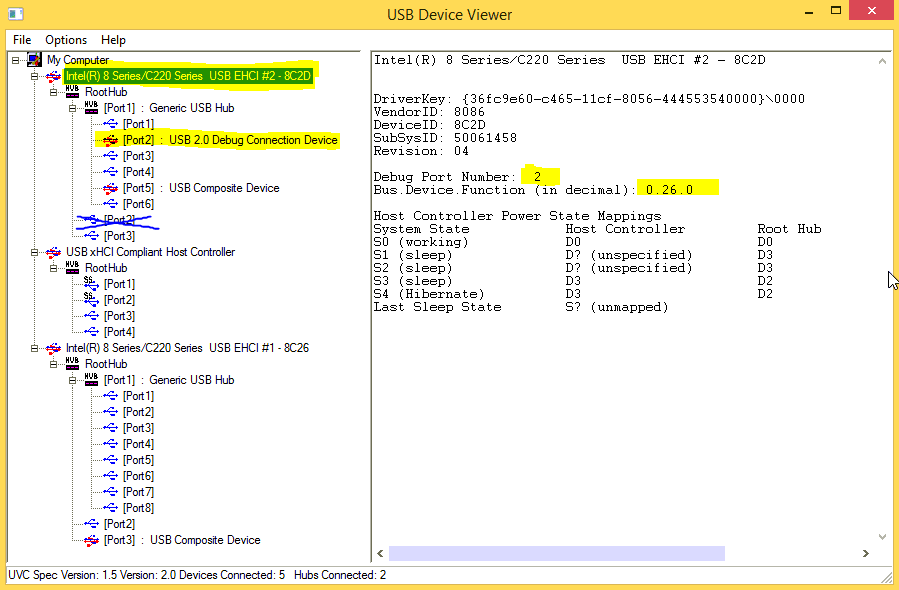 USB Device Viewer
File Options Help
My Computer
Intel(R) 8 Series/C220 Series USB EHCI #2 - 8C2D
RootHub
[Port1] : Generic USB Hub
[Port1]
[Port2] : USB 2.0 Debug Connection Device
[Port3]
[Port4]
[Port5] : USB Composite Device
[Port6]
[Port2]
[Port3]
USB xHCI Compliant Host Controller
RootHub
[Port1]
[Port2]
[Port3]
[Port4]
Intel(R) 8 Series/C220 Series USB EHCI #1 - 8C26
RootHub
[Port1] : Generic USB Hub
[Port1]
[Port2]
[Port3]
[Port4]
[Port5]
[Port6]
[Port7]
[Port8]
[Port2]
[Port3] : USB Composite Device
Intel(R) 8 Series/C220 Series USB EHCI #2 - 8C2D
DriverKey: {36fc9e60-c465-11cf-8056-444553540000}\0000
VendorID: 8086
DeviceID: 8C2D
SubSysID: 50061458
Revision: 04
Debug Port Number: 2
Bus.Device.Function (in decimal): 0.26.0
Host Controller Power State Mappings
System State Host Controller Root Hub
S0 (working) D0 D0
S1 (sleep) D? (unspecified) D3
S2 (sleep) D? (unspecified) D3
S3 (sleep) D3 D2
S4 (Hibernate) D3 D2
Last Sleep State S? (unmapped)
UVC Spec Version: 1.5 Version: 2.0 Devices Connected: 5 Hubs Connected: 2